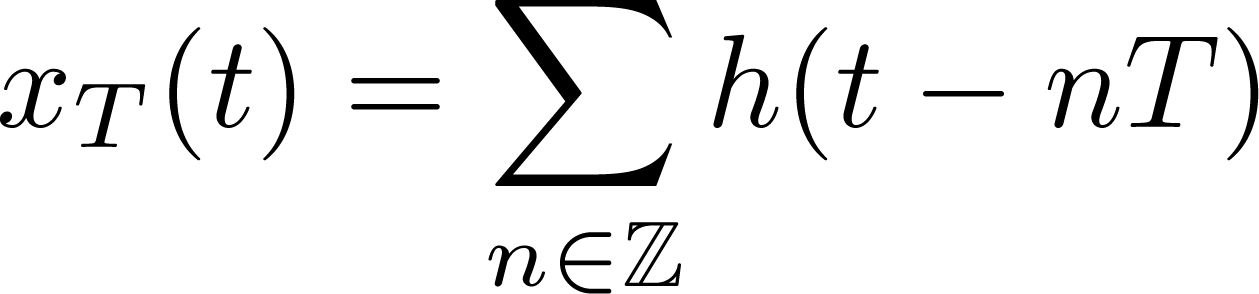 x_T(t) = \sum_{n \in \mathbb{Z}} h(t - nT)